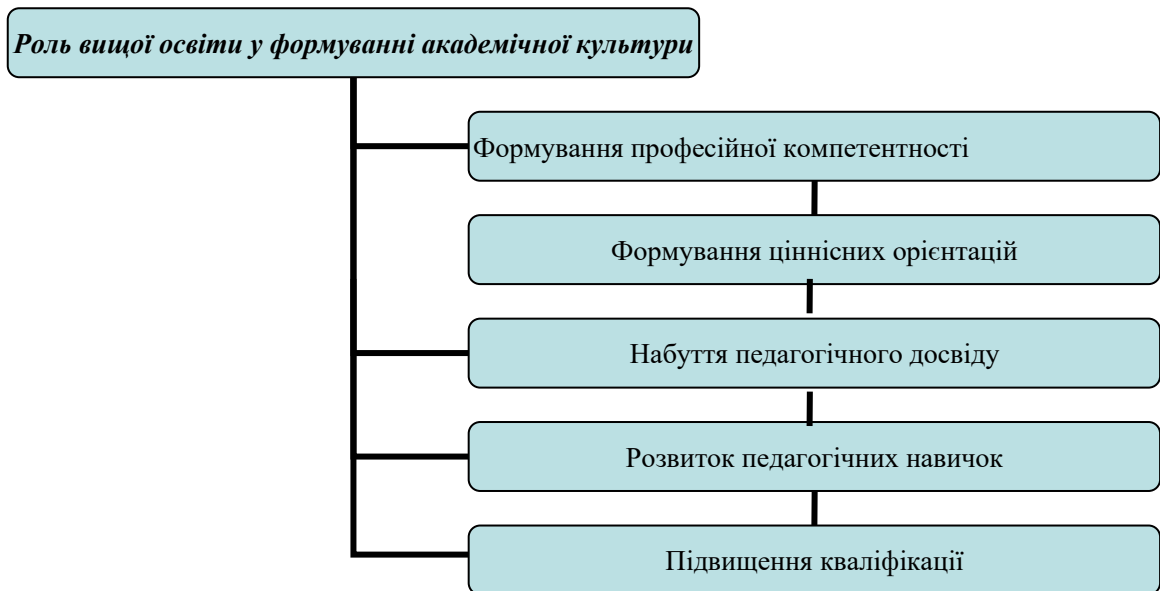 Роль вищої освіти у формуванні академічної культури
Формування професійної компетентності
Формування ціннісних орієнтацій
Набуття педагогічного досвіду
Розвиток педагогічних навичок
Підвищення кваліфікації